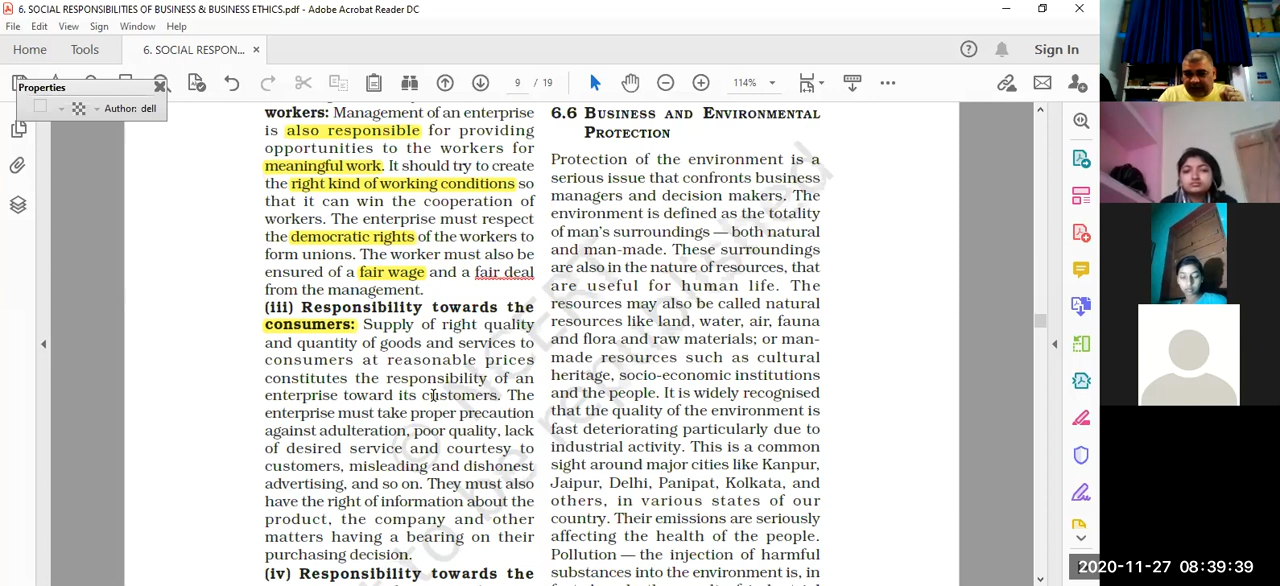 6. SOCIAL RESPONSIBILITIES OF BUSINESS & BUSINESS ETHICS.pdf - Adobe Acrobat Reader DC
File Edit View Sign Window Help
Home Tools 6. SOCIAL RESPON... × Sign In
9 / 19 114%
Properties
Author: dell
workers: Management of an enterprise
is also responsible for providing
opportunities to the workers for
meaningful work. It should try to create
the right kind of working conditions so
that it can win the cooperation of
workers. The enterprise must respect
the democratic rights of the workers to
form unions. The worker must also be
ensured of a fair wage and a fair deal
from the management.
(iii) Responsibility towards the
consumers: Supply of right quality
and quantity of goods and services to
consumers at reasonable prices
constitutes the responsibility of an
enterprise toward its customers. The
enterprise must take proper precaution
against adulteration, poor quality, lack
of desired service and courtesy to
customers, misleading and dishonest
advertising, and so on. They must also
have the right of information about the
product, the company and other
matters having a bearing on their
purchasing decision.
(iv) Responsibility towards the
6.6 BUSINESS AND ENVIRONMENTAL
PROTECTION
Protection of the environment is a
serious issue that confronts business
managers and decision makers. The
environment is defined as the totality
of man's surroundings — both natural
and man-made. These surroundings
are also in the nature of resources, that
are useful for human life. The
resources may also be called natural
resources like land, water, air, fauna
and flora and raw materials; or man-
made resources such as cultural
heritage, socio-economic institutions
and the people. It is widely recognised
that the quality of the environment is
fast deteriorating particularly due to
industrial activity. This is a common
sight around major cities like Kanpur,
Jaipur, Delhi, Panipat, Kolkata, and
others, in various states of our
country. Their emissions are seriously
affecting the health of the people.
Pollution — the injection of harmful
substances into the environment is, in
© NCERT
be republished
2020-11-27 08:39:39